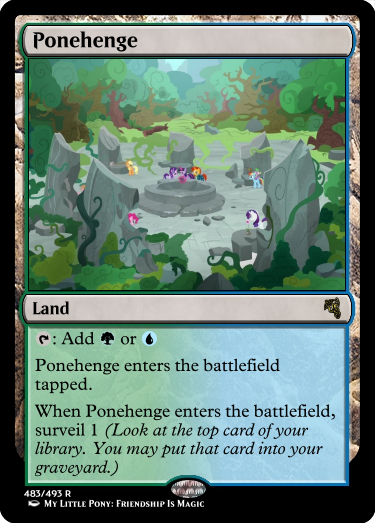 Ponehenge
Land
: Add or
Ponehenge enters the battlefield
tapped.
When Ponehenge enters the battlefield,
surveil 1 (Look at the top card of your
library. You may put that card into your
graveyard.)
483/493 R
My Little Pony: Friendship Is Magic